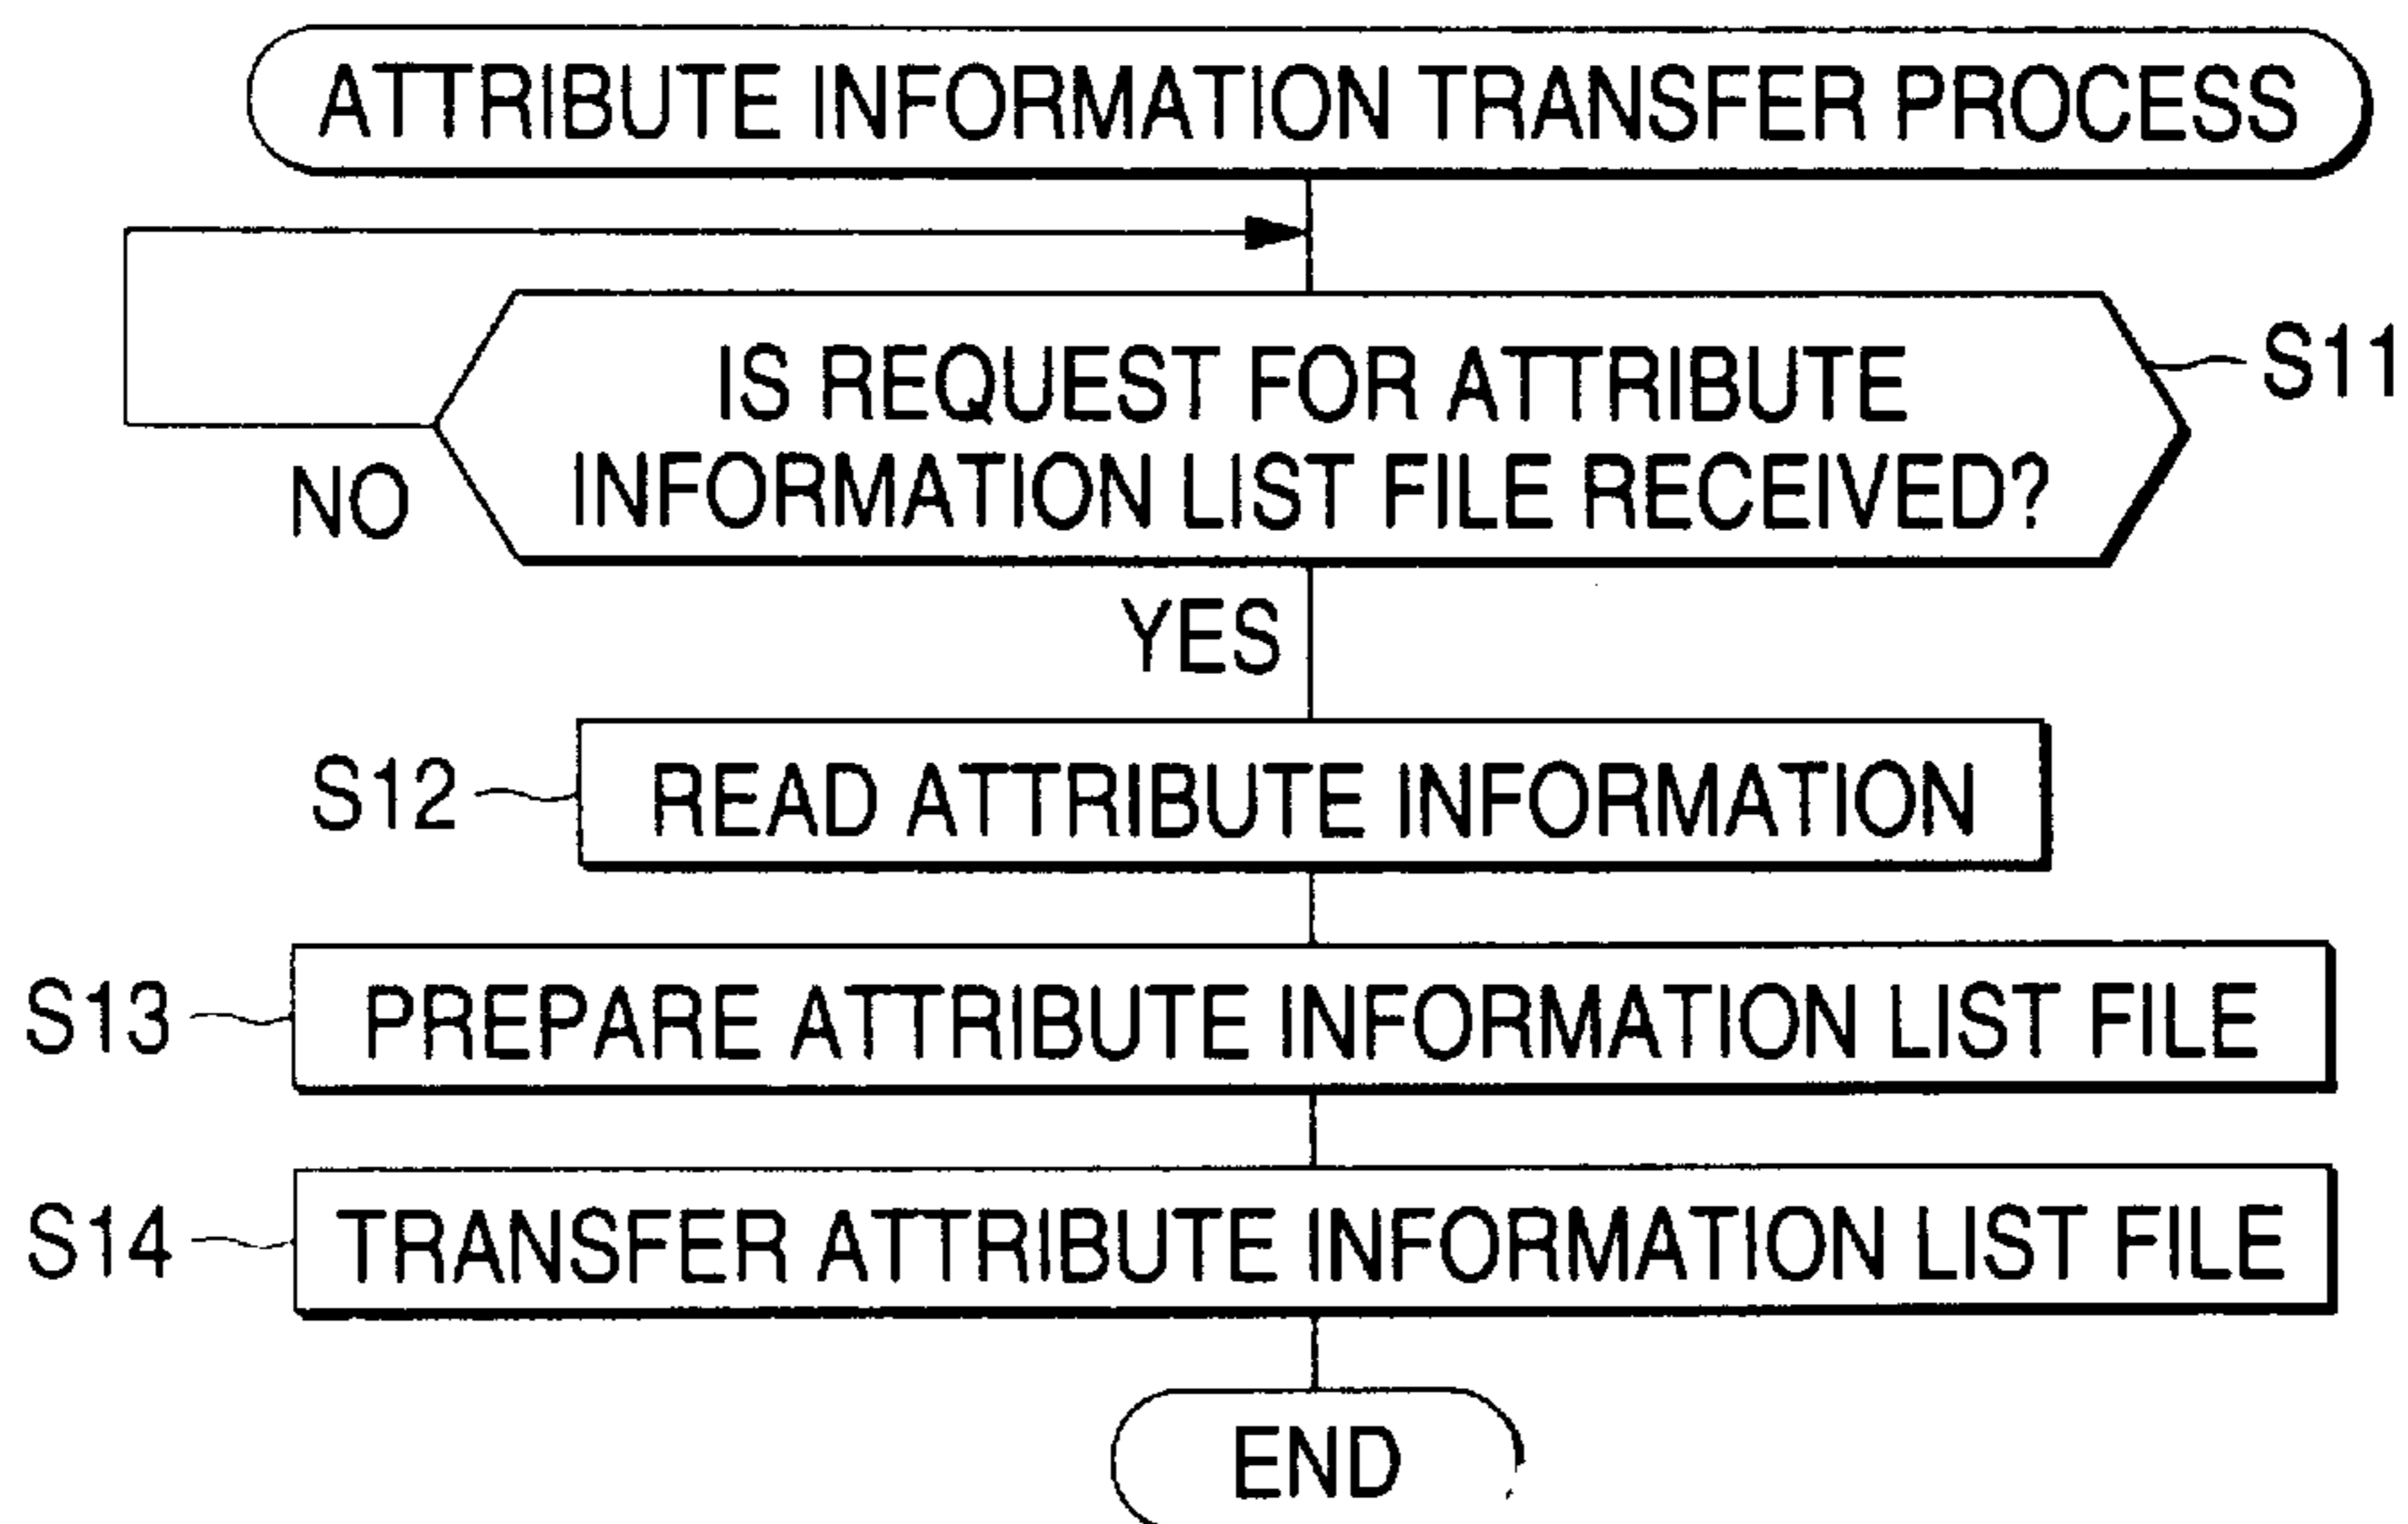 ATTRIBUTE INFORMATION TRANSFER PROCESS
IS REQUEST FOR ATTRIBUTE
S11
INFORMATION LIST FILE RECEIVED?
NO
YES
S12
READ ATTRIBUTE INFORMATION
S13
PREPARE ATTRIBUTE INFORMATION LIST FILE
S14
TRANSFER ATTRIBUTE INFORMATION LIST FILE
END